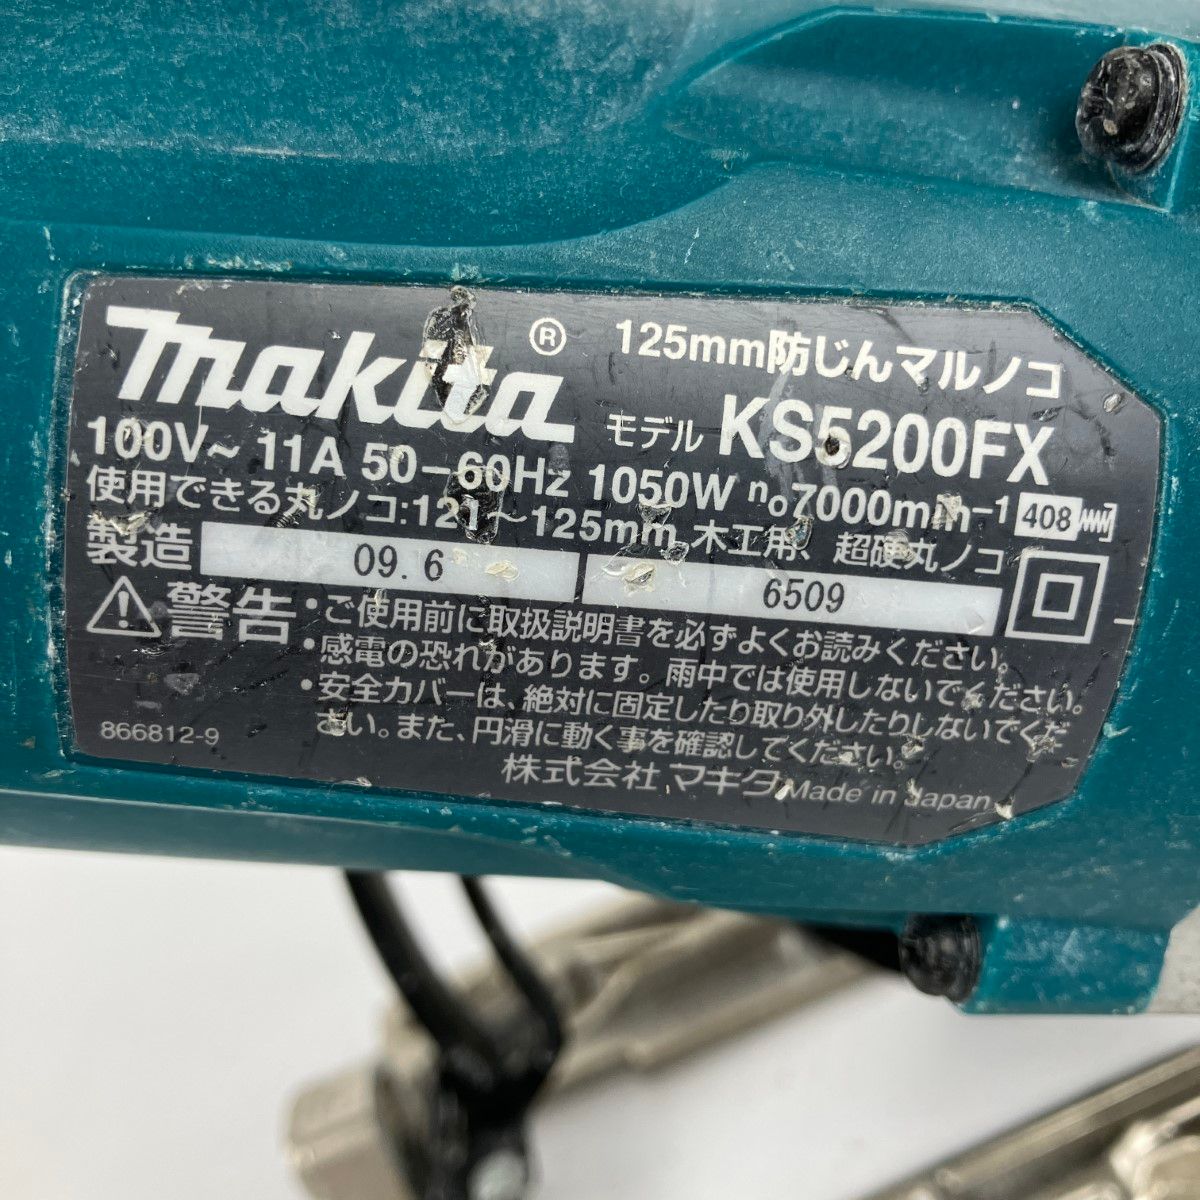 makita ® 125mm防じんマルノコ
モデル KS5200FX
100V~ 11A 50-60Hz 1050W n₀7000min-1 408
使用できる丸ノコ:121~125mm、木工用、超硬丸ノコ
製造 09. 6 6509
警告 ・ご使用前に取扱説明書を必ずよくお読みください。
・感電の恐れがあります。雨中では使用しないでください。
・安全カバーは、絶対に固定したり取り外したりしないでくだ
さい。また、円滑に動く事を確認してください。
866812-9
株式会社 マキタ Made in Japan